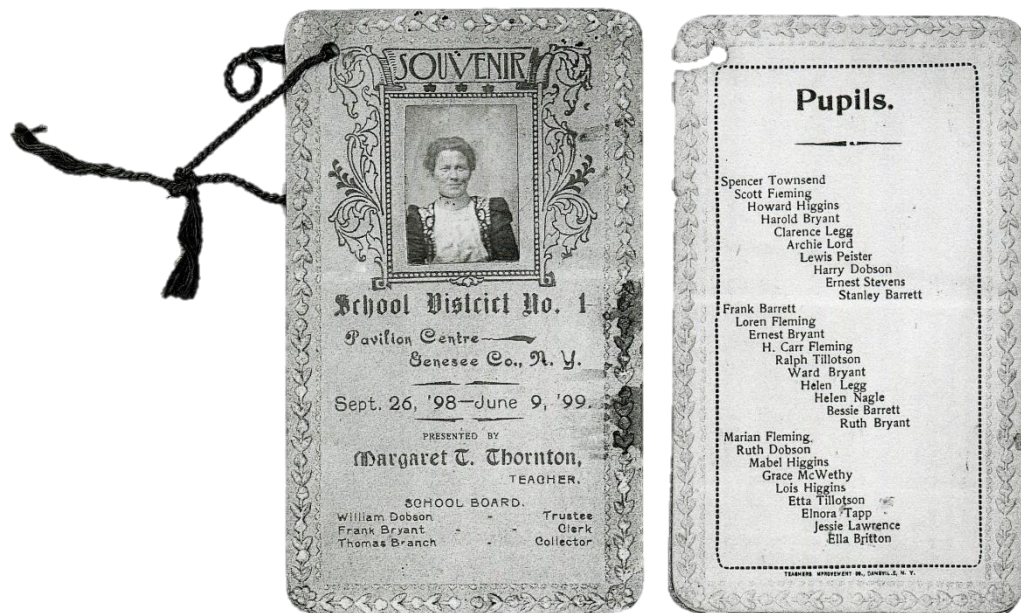 SOUVENIR
School District No. 1
Pavilion Centre
Genesee Co., N. Y.
Sept. 26, '98—June 9, '99.
PRESENTED BY
Margaret T. Thornton,
TEACHER.
SCHOOL BOARD.
William Dobson - Trustee
Frank Bryant - - Clerk
Thomas Branch - Collector
Pupils.
Spencer Townsend
Scott Fleming
Howard Higgins
Harold Bryant
Clarence Legg
Archie Lord
Lewis Peister
Harry Dobson
Ernest Stevens
Stanley Barrett
Frank Barrett
Loren Fleming
Ernest Bryant
H. Carr Fleming
Ralph Tillotson
Ward Bryant
Helen Legg
Helen Nagle
Bessie Barrett
Ruth Bryant
Marian Fleming.
Ruth Dobson
Mabel Higgins
Grace McWethy
Lois Higgins
Etta Tillotson
Elnora Tapp
Jessie Lawrence
Ella Britton
TEACHERS IMPROVEMENT CO., DANSVILLE, N. Y.